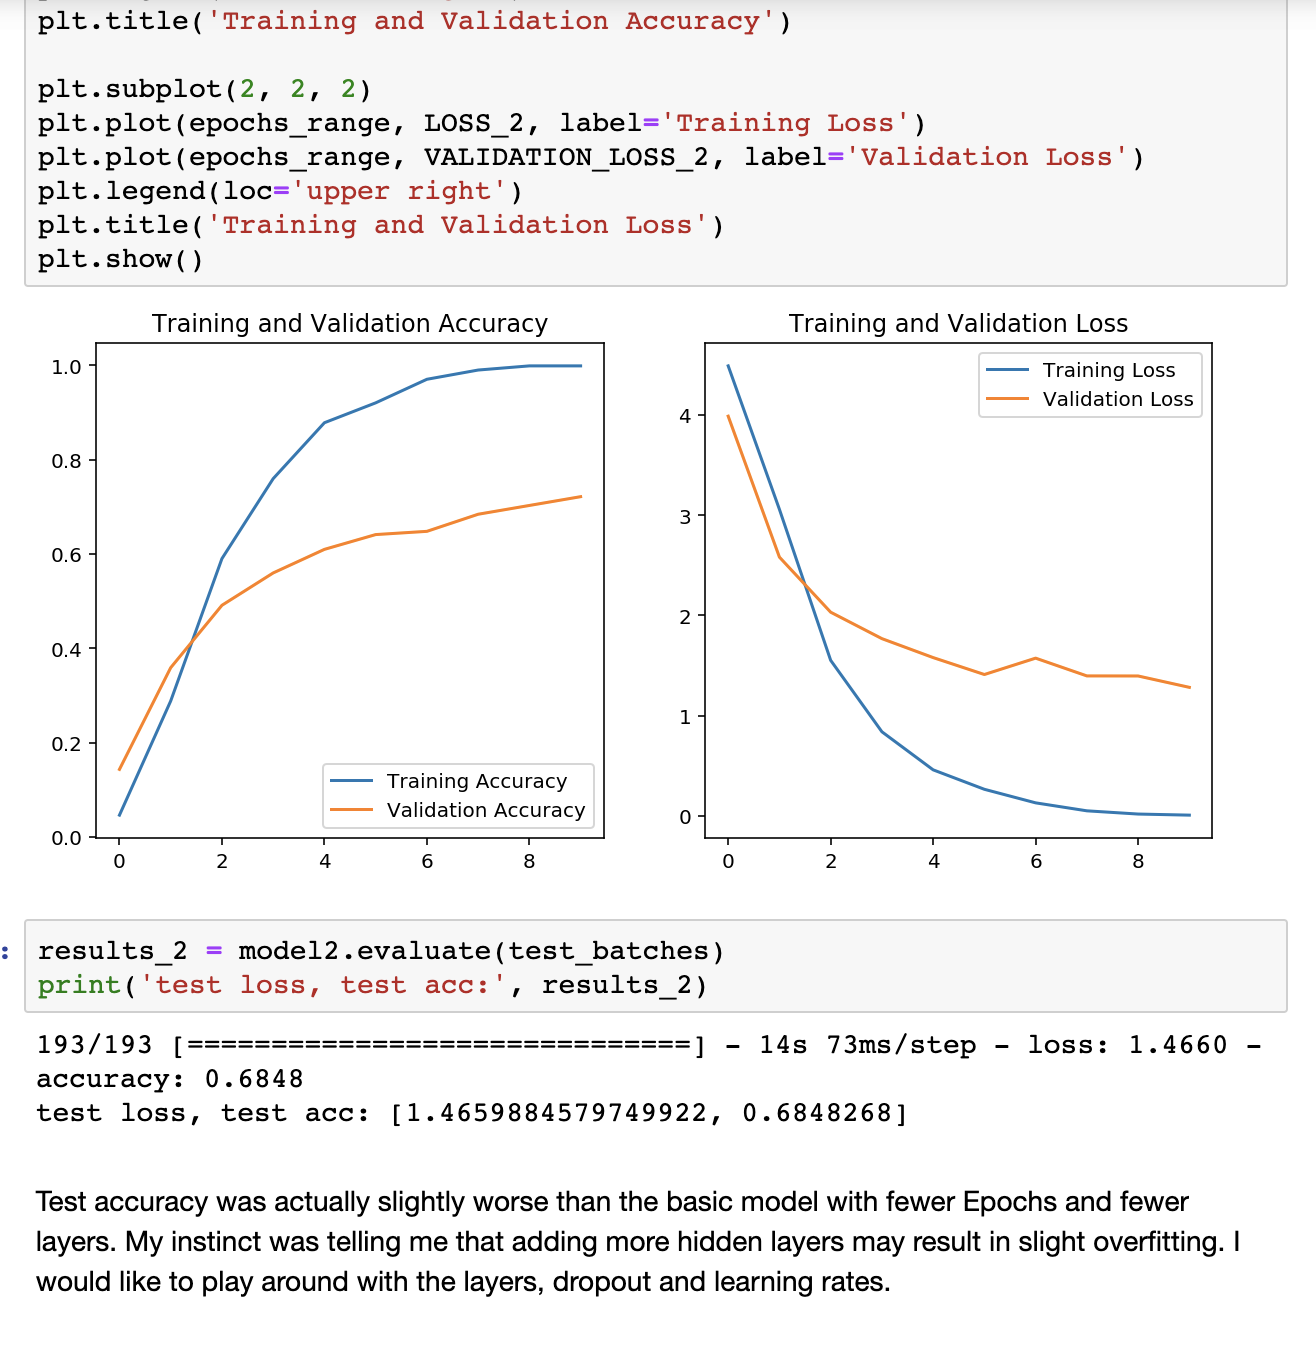 plt.title('Training and Validation Accuracy')
plt.subplot(2, 2, 2)
plt.plot(epochs_range, LOSS_2, label='Training Loss')
plt.plot(epochs_range, VALIDATION_LOSS_2, label='Validation Loss')
plt.legend(loc='upper right')
plt.title('Training and Validation Loss')
plt.show()
Training and Validation Accuracy
1.0
0.8
0.6
0.4
0.2
0.0
0 2 4 6 8
Training Accuracy
Validation Accuracy
Training and Validation Loss
4
3
2
1
0
0 2 4 6 8
Training Loss
Validation Loss
:
results_2 = model2.evaluate(test_batches)
print('test loss, test acc:', results_2)
193/193 [==============================] - 14s 73ms/step - loss: 1.4660 -
accuracy: 0.6848
test loss, test acc: [1.4659884579749922, 0.6848268]
Test accuracy was actually slightly worse than the basic model with fewer Epochs and fewer
layers. My instinct was telling me that adding more hidden layers may result in slight overfitting. I
would like to play around with the layers, dropout and learning rates.